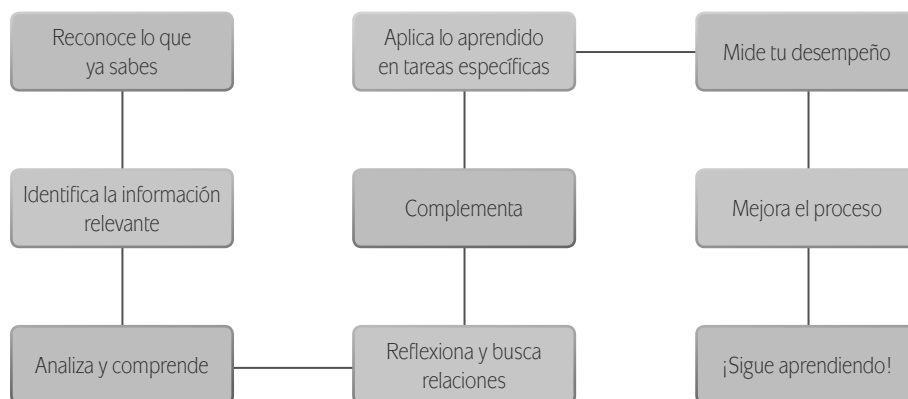 Reconoce lo que
ya sabes
Identifica la información
relevante
Analiza y comprende
Reflexiona y busca
relaciones
Complementa
Aplica lo aprendido
en tareas específicas
Mide tu desempeño
Mejora el proceso
¡Sigue aprendiendo!